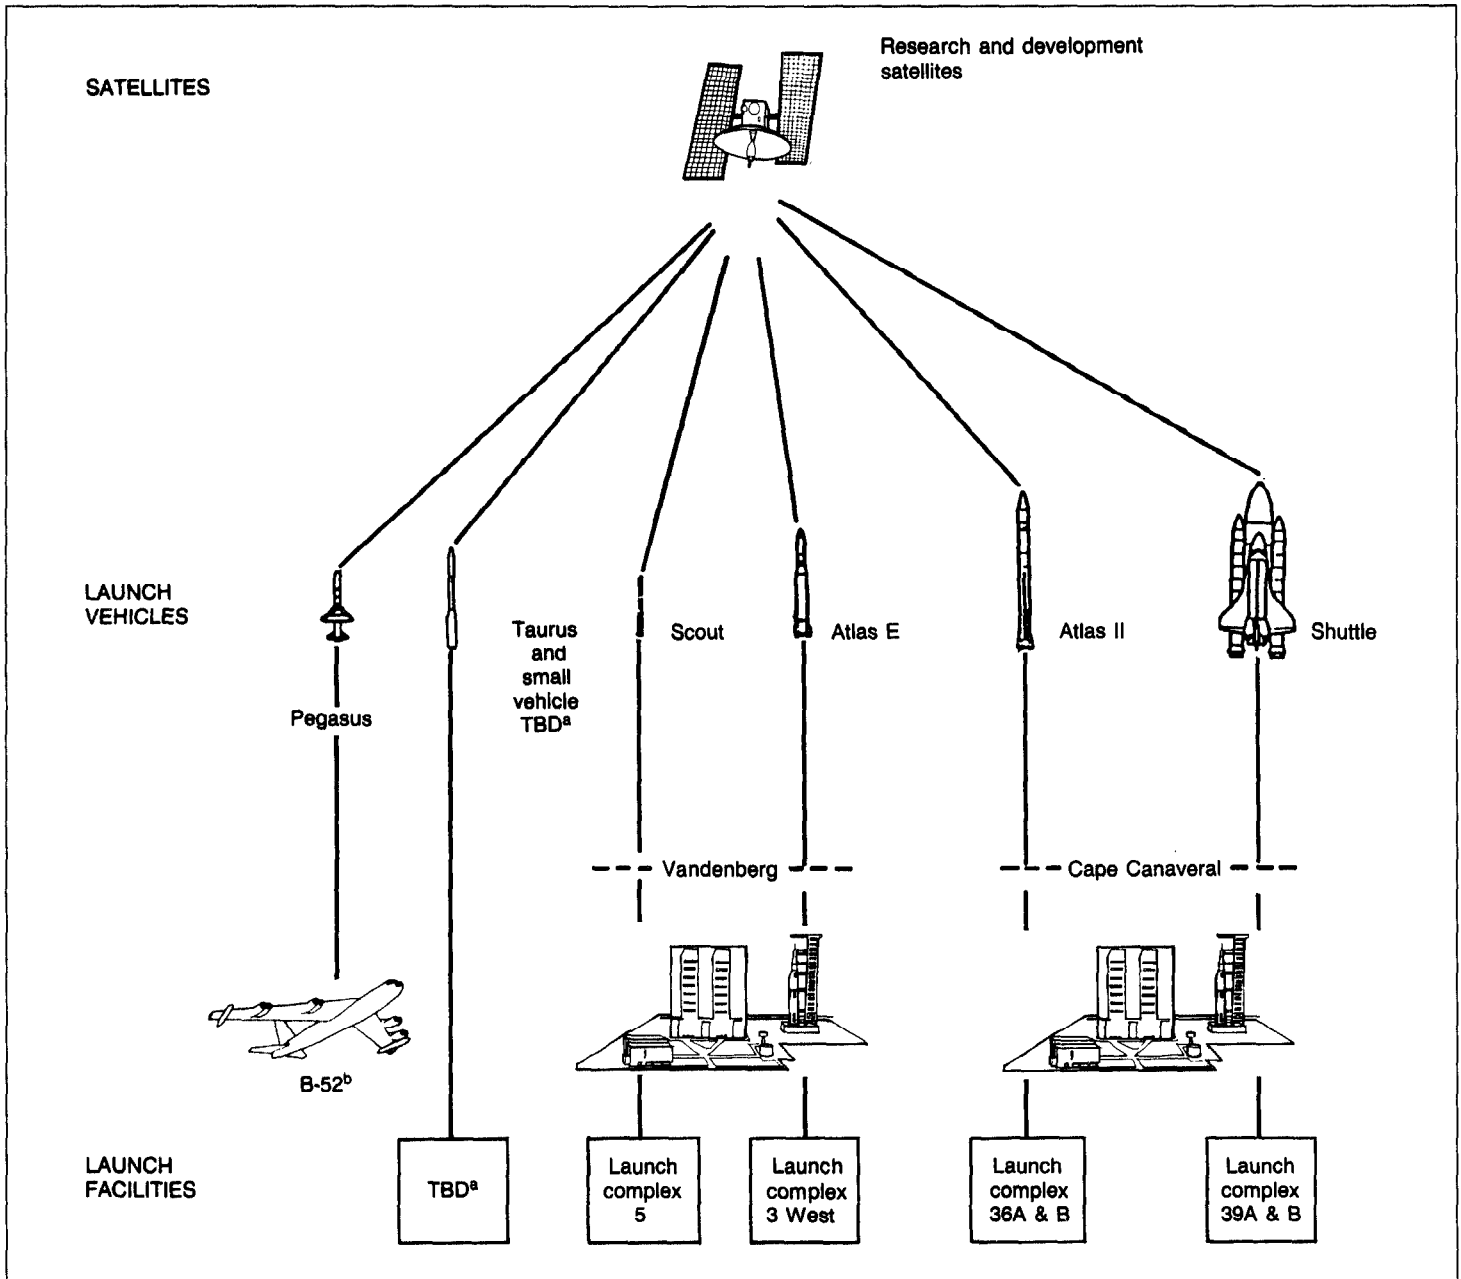 SATELLITES
Research and development
satellites
LAUNCH
VEHICLES
Pegasus
Taurus
and
small
vehicle
TBDa
Scout
Atlas E
Atlas II
Shuttle
Vandenberg
Cape Canaveral
B-52b
LAUNCH
FACILITIES
TBDa
Launch
complex
5
Launch
complex
3 West
Launch
complex
36A & B
Launch
complex
39A & B